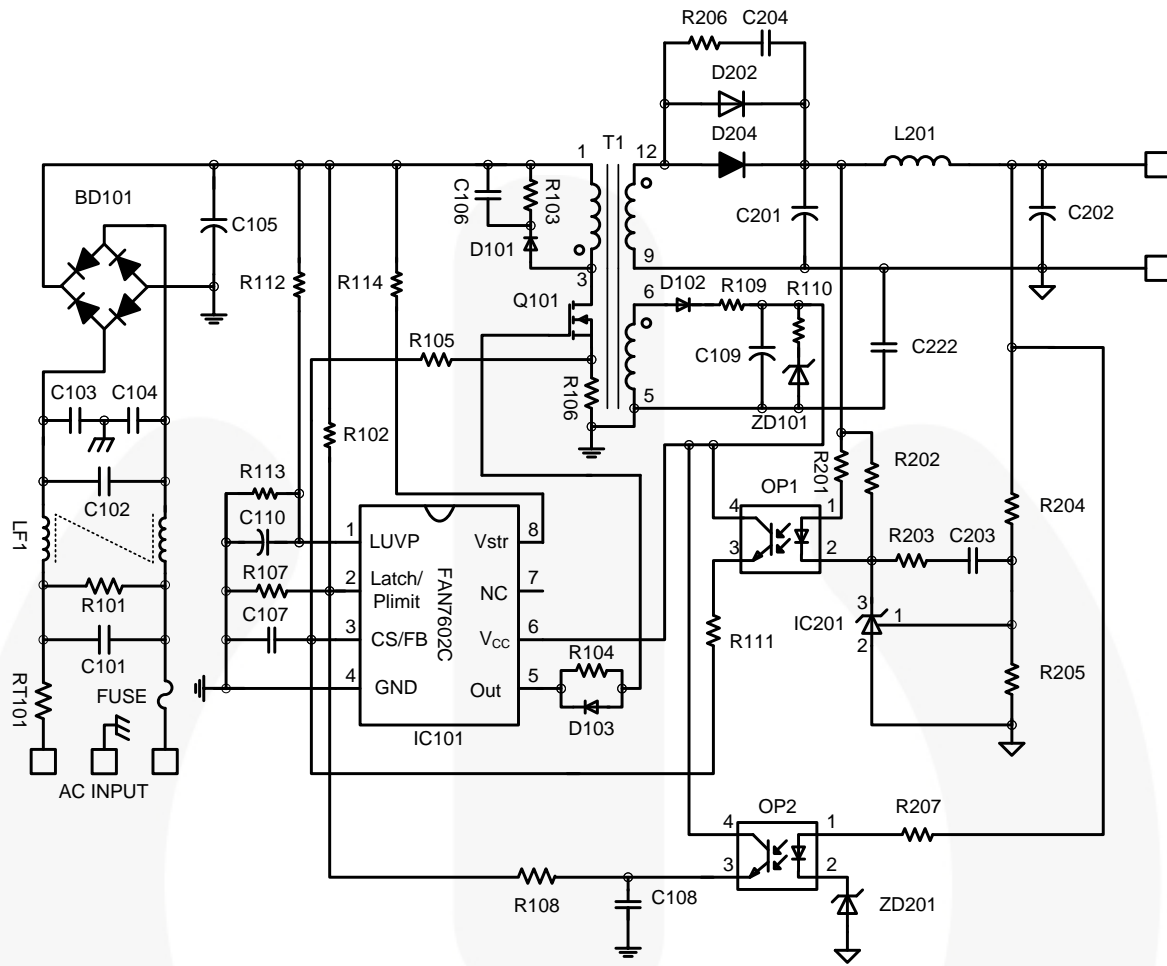 R206
C204
D202
D204
T1
1
12
L201
BD101
C105
C106
R103
D101
C201
C202
R112
R114
3
9
Q101
6
D102
R109
R110
R105
C109
C222
R106
5
ZD101
C103
C104
R102
R201
R202
R113
OP1
C102
C110
4
1
R204
LF1
1
LUVP
Vstr
8
3
2
R203
C203
R107
2
Latch/
Plimit
FAN7602C
NC
7
R101
C107
3
CS/FB
VCC
6
R111
IC201
3
1
2
C101
R104
R205
RT101
FUSE
4
GND
Out
5
D103
IC101
AC INPUT
OP2
R207
4
1
3
2
R108
C108
ZD201